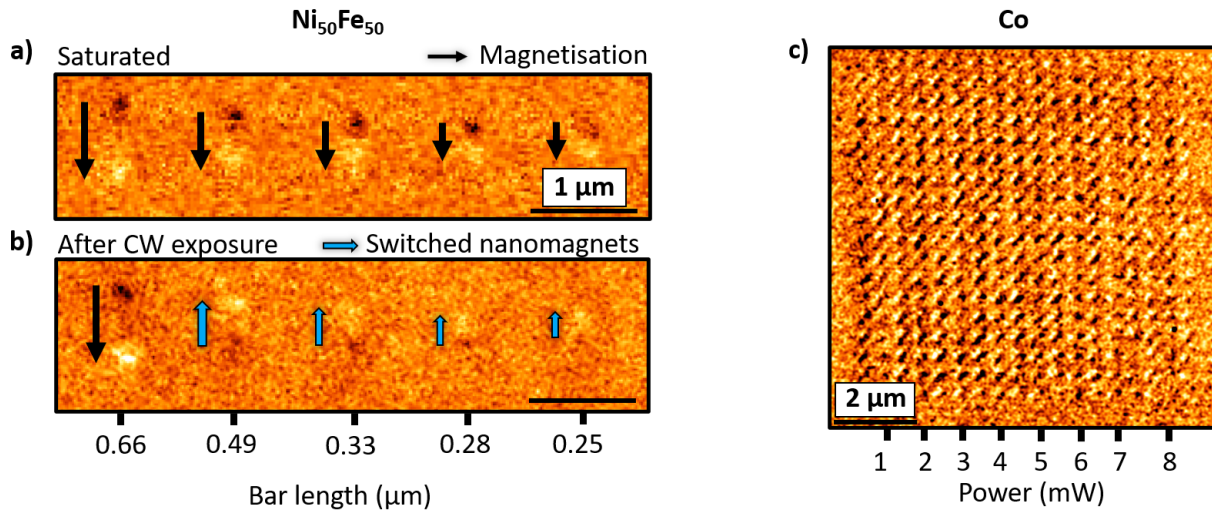 Ni₅₀Fe₅₀
a) Saturated → Magnetisation
1 μm
b) After CW exposure ⇨ Switched nanomagnets
0.66 0.49 0.33 0.28 0.25
Bar length (μm)
Co
c)
2 μm
1 2 3 4 5 6 7 8
Power (mW)